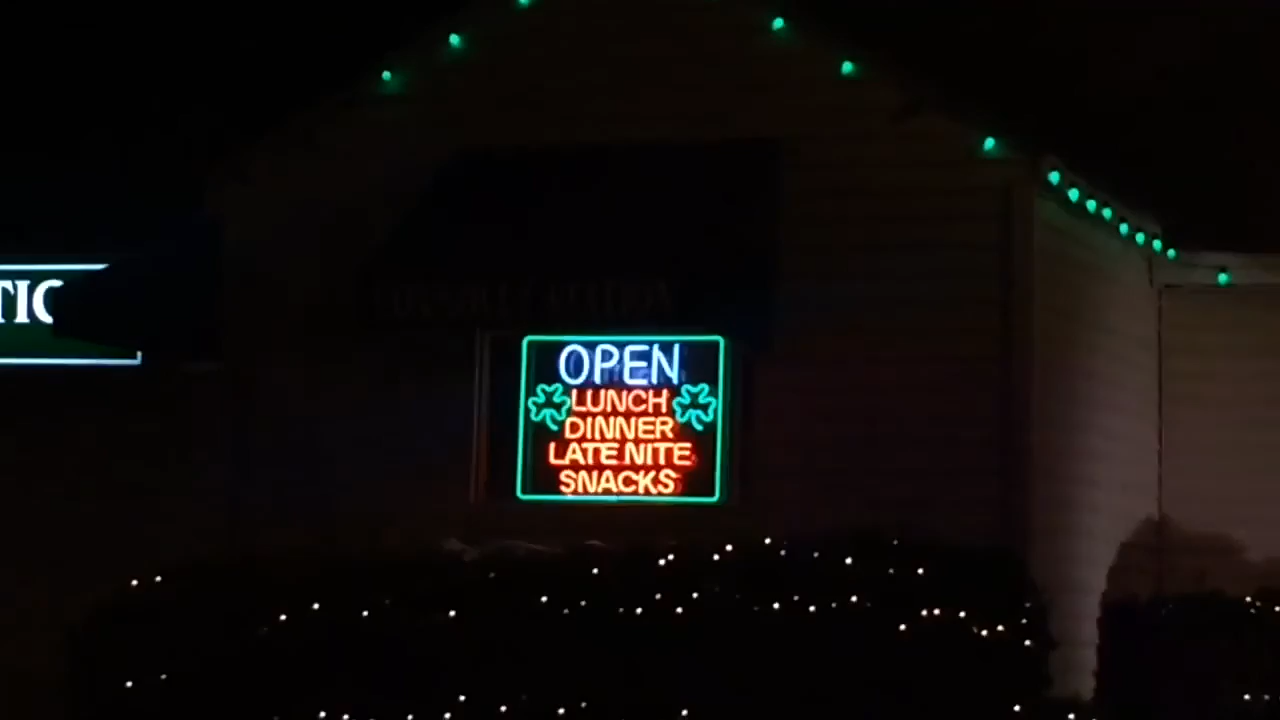 TIC
OPEN
LUNCH
DINNER
LATE NITE
SNACKS